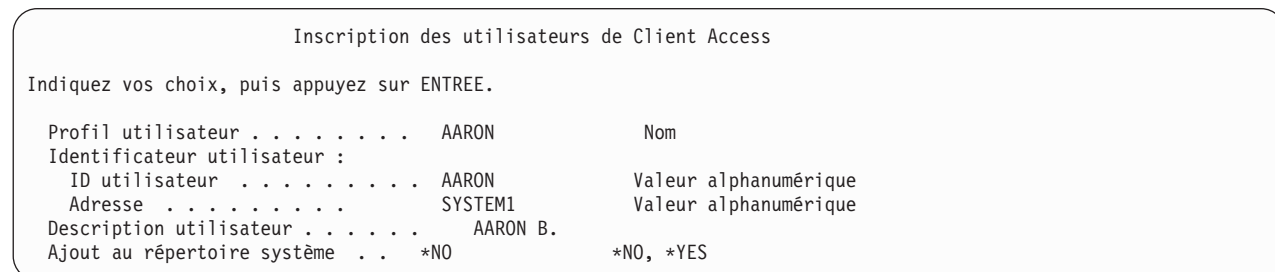 Inscription des utilisateurs de Client Access
Indiquez vos choix, puis appuyez sur ENTREE.
Profil utilisateur . . . . . . . . AARON Nom
Identificateur utilisateur :
ID utilisateur . . . . . . . . . AARON Valeur alphanumérique
Adresse . . . . . . . . . SYSTEM1 Valeur alphanumérique
Description utilisateur . . . . . . AARON B.
Ajout au répertoire système . . *NO *NO, *YES